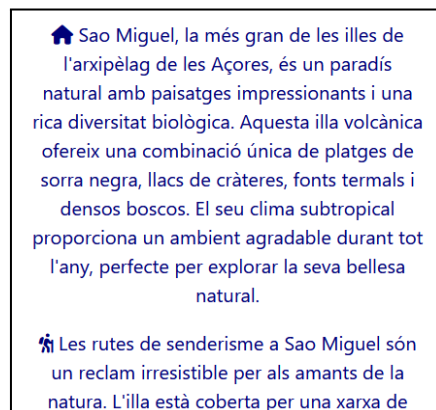 Sao Miguel, la més gran de les illes de
l'arxipèlag de les Açores, és un paradís
natural amb paisatges impressionants i una
rica diversitat biològica. Aquesta illa volcànica
ofereix una combinació única de platges de
sorra negra, llacs de cràteres, fonts termals i
densos boscos. El seu clima subtropical
proporciona un ambient agradable durant tot
l'any, perfecte per explorar la seva bellesa
natural.
Les rutes de senderisme a Sao Miguel són
un reclam irresistible per als amants de la
natura. L'illa està coberta per una xarxa de